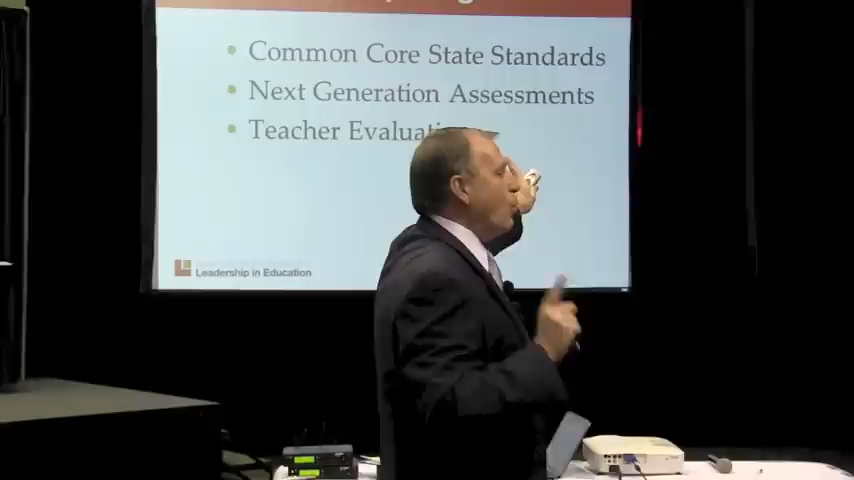 Common Core State Standards
Next Generation Assessments
Teacher Evaluati
Leadership in Education